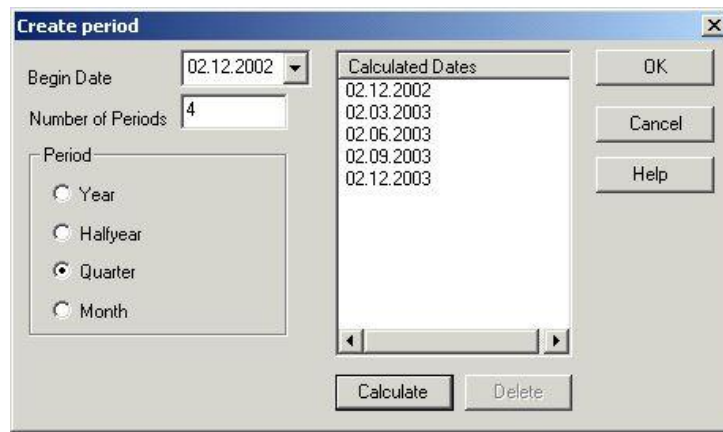 Create period
Begin Date
02.12.2002
Number of Periods
4
Period
Year
Halfyear
Quarter
Month
Calculated Dates
02.12.2002
02.03.2003
02.06.2003
02.09.2003
02.12.2003
Calculate
Delete
OK
Cancel
Help